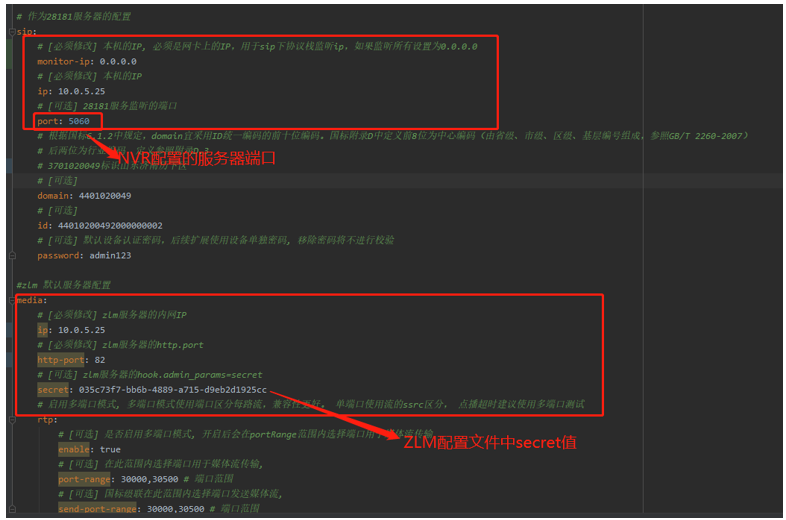 # 作为28181服务器的配置
sip:
# [必须修改] 本机的IP, 必须是网卡上的IP，用于sip下协议栈监听ip，如果监听所有设置为0.0.0.0
monitor-ip: 0.0.0.0
# [必须修改] 本机的IP
ip: 10.0.5.25
# [可选] 28181服务监听的端口
port: 5060
# 根据国标6.1.2中规定，domain宜采用ID统一编码的前十位编码。国标附录D中定义前8位为中心编码（由省级、市级、区级、基层编号组成，参照GB/T 2260-2007）
# 后两位为行业编码，定义参照附录D.3
NVR配置的服务器端口
# 3701020049标识山东济南历下区
# [可选]
domain: 4401020049
# [可选]
id: 44010200492000000002
# [可选] 默认设备认证密码，后续扩展使用设备单独密码, 移除密码将不进行校验
password: admin123
#zlm 默认服务器配置
media:
# [必须修改] zlm服务器的内网IP
ip: 10.0.5.25
# [必须修改] zlm服务器的http.port
http-port: 82
# [可选] zlm服务器的hook.admin_params=secret
secret: 035c73f7-bb6b-4889-a715-d9eb2d1925cc
# 启用多端口模式, 多端口模式使用端口区分每路流，兼容性更好。 单端口使用流的ssrc区分， 点播超时建议使用多端口测试
rtp:
# [可选] 是否启用多端口模式, 开启后会在portRange范围内选择端口用于媒体流传输
ZLM配置文件中secret值
enable: true
# [可选] 在此范围内选择端口用于媒体流传输,
port-range: 30000,30500 # 端口范围
# [可选] 国标级联在此范围内选择端口发送媒体流,
send-port-range: 30000,30500 # 端口范围